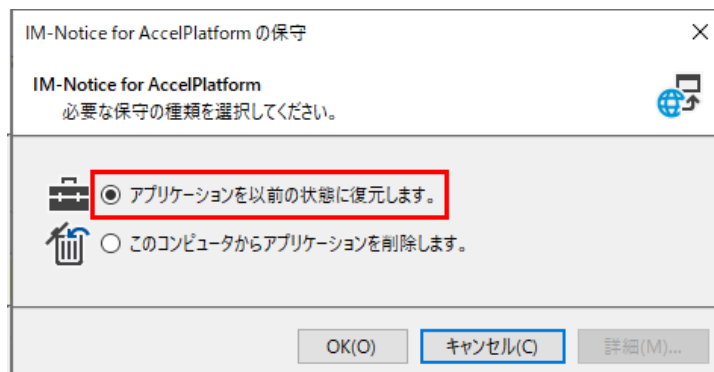 IM-Notice for AccelPlatform の保守
IM-Notice for AccelPlatform
必要な保守の種類を選択してください。
アプリケーションを以前の状態に復元します。
このコンピュータからアプリケーションを削除します。
OK(O)
キャンセル(C)
詳細(M)...